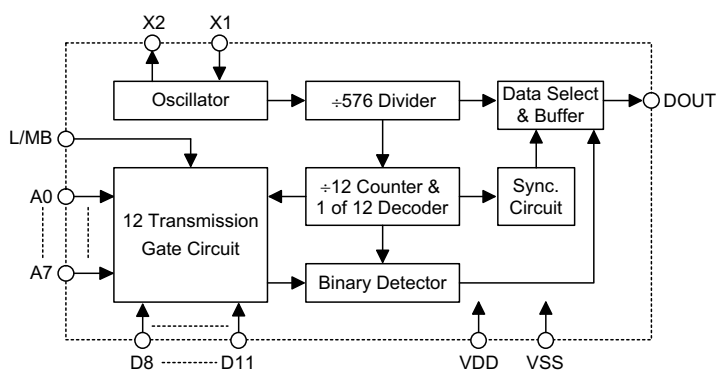 X2 X1
Oscillator
÷576 Divider
Data Select
& Buffer
DOUT
L/MB
A0
12 Transmission
Gate Circuit
÷12 Counter &
1 of 12 Decoder
Sync.
Circuit
A7
Binary Detector
D8 D11 VDD VSS